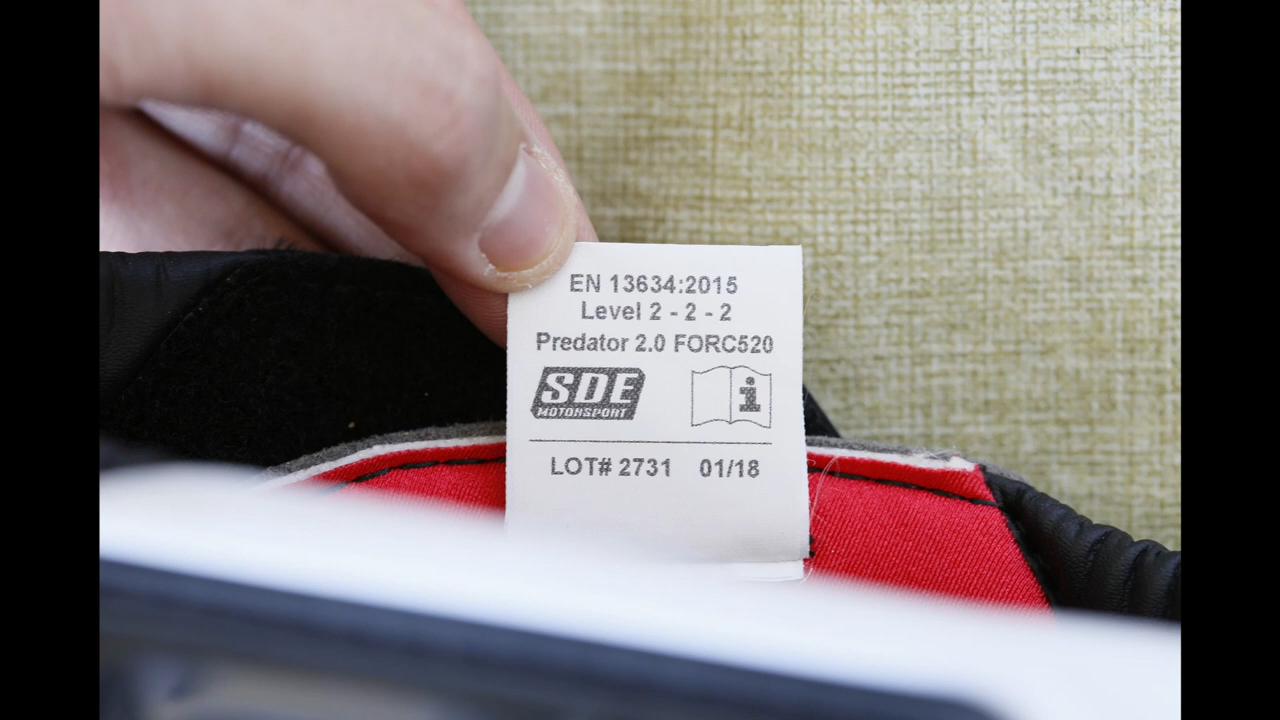 EN 13634:2015
Level 2 - 2 - 2
Predator 2.0 FORC520
SDE
MOTORSPORT
i
LOT# 2731 01/18